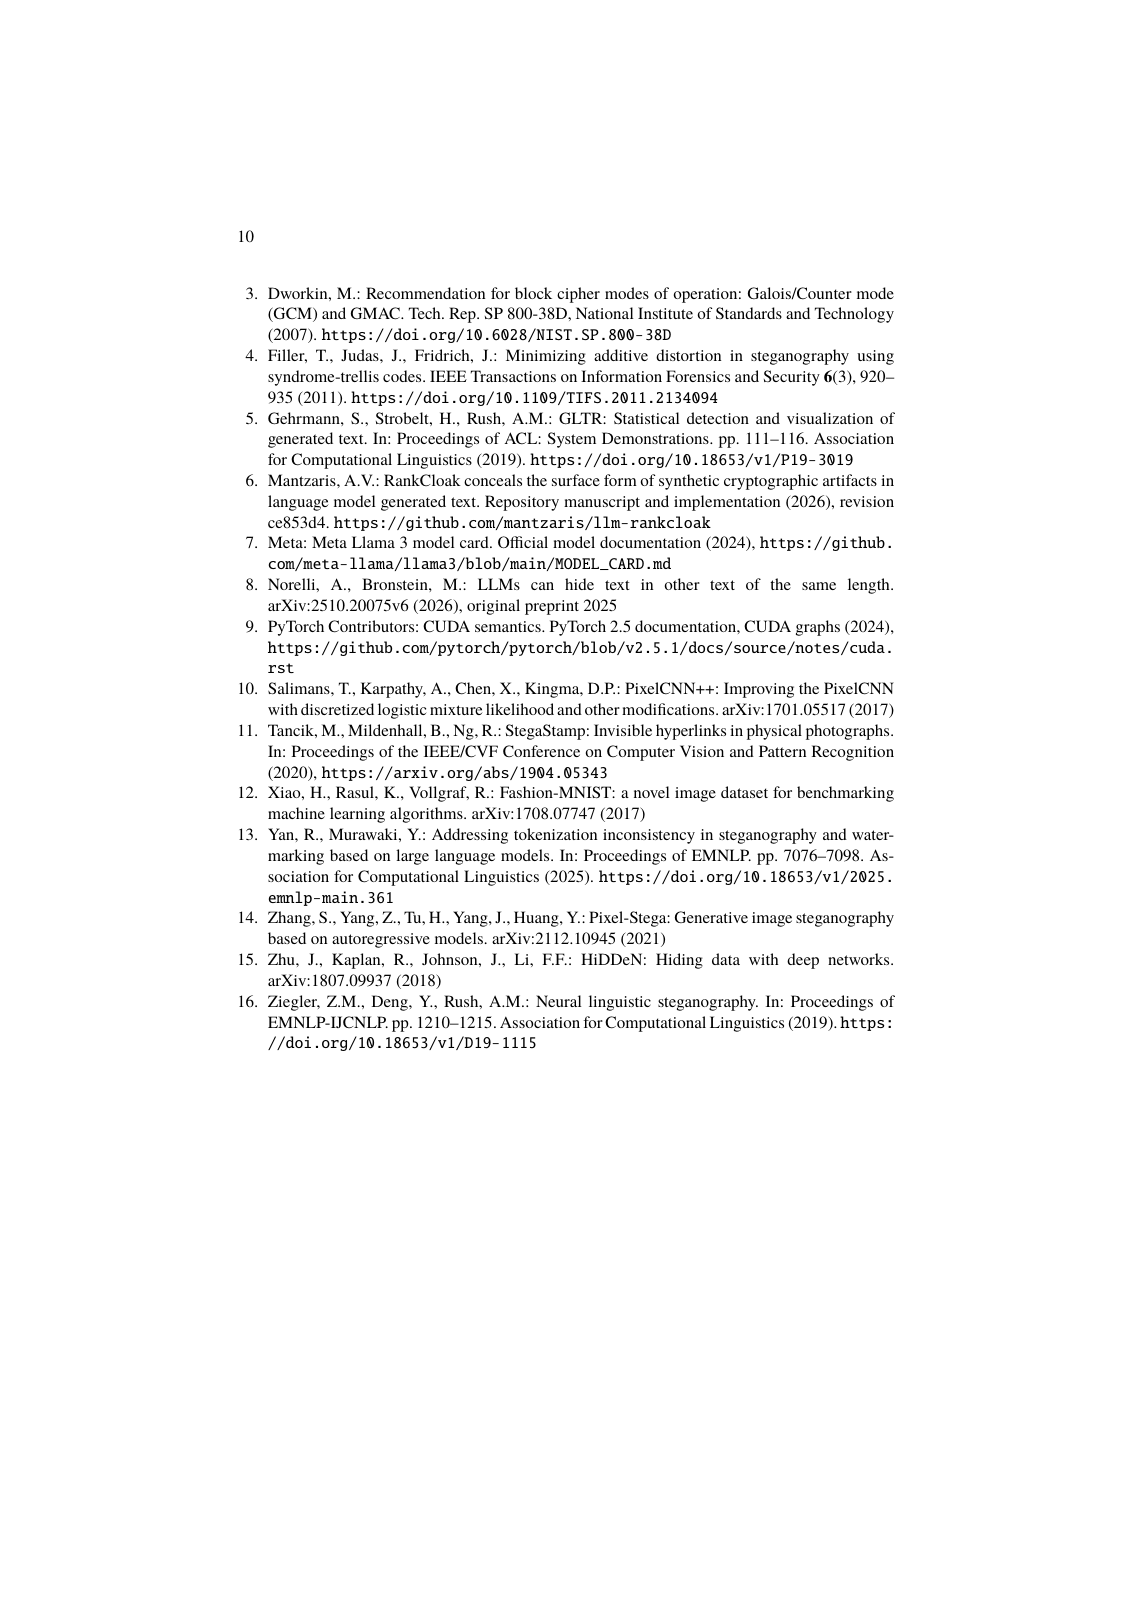 10
3. Dworkin, M.: Recommendation for block cipher modes of operation: Galois/Counter mode
(GCM) and GMAC. Tech. Rep. SP 800-38D, National Institute of Standards and Technology
(2007). https://doi.org/10.6028/NIST.SP.800-38D
4. Filler, T., Judas, J., Fridrich, J.: Minimizing additive distortion in steganography using
syndrome-trellis codes. IEEE Transactions on Information Forensics and Security 6(3), 920–
935 (2011). https://doi.org/10.1109/TIFS.2011.2134094
5. Gehrmann, S., Strobelt, H., Rush, A.M.: GLTR: Statistical detection and visualization of
generated text. In: Proceedings of ACL: System Demonstrations. pp. 111–116. Association
for Computational Linguistics (2019). https://doi.org/10.18653/v1/P19-3019
6. Mantzaris, A.V.: RankCloak conceals the surface form of synthetic cryptographic artifacts in
language model generated text. Repository manuscript and implementation (2026), revision
ce853d4. https://github.com/mantzaris/llm-rankcloak
7. Meta: Meta Llama 3 model card. Official model documentation (2024), https://github.
com/meta-llama/llama3/blob/main/MODEL_CARD.md
8. Norelli, A., Bronstein, M.: LLMs can hide text in other text of the same length.
arXiv:2510.20075v6 (2026), original preprint 2025
9. PyTorch Contributors: CUDA semantics. PyTorch 2.5 documentation, CUDA graphs (2024),
https://github.com/pytorch/pytorch/blob/v2.5.1/docs/source/notes/cuda.
rst
10. Salimans, T., Karpathy, A., Chen, X., Kingma, D.P.: PixelCNN++: Improving the PixelCNN
with discretized logistic mixture likelihood and other modifications. arXiv:1701.05517 (2017)
11. Tancik, M., Mildenhall, B., Ng, R.: StegaStamp: Invisible hyperlinks in physical photographs.
In: Proceedings of the IEEE/CVF Conference on Computer Vision and Pattern Recognition
(2020), https://arxiv.org/abs/1904.05343
12. Xiao, H., Rasul, K., Vollgraf, R.: Fashion-MNIST: a novel image dataset for benchmarking
machine learning algorithms. arXiv:1708.07747 (2017)
13. Yan, R., Murawaki, Y.: Addressing tokenization inconsistency in steganography and water-
marking based on large language models. In: Proceedings of EMNLP. pp. 7076–7098. As-
sociation for Computational Linguistics (2025). https://doi.org/10.18653/v1/2025.
emnlp-main.361
14. Zhang, S., Yang, Z., Tu, H., Yang, J., Huang, Y.: Pixel-Stega: Generative image steganography
based on autoregressive models. arXiv:2112.10945 (2021)
15. Zhu, J., Kaplan, R., Johnson, J., Li, F.F.: HiDDeN: Hiding data with deep networks.
arXiv:1807.09937 (2018)
16. Ziegler, Z.M., Deng, Y., Rush, A.M.: Neural linguistic steganography. In: Proceedings of
EMNLP-IJCNLP. pp. 1210–1215. Association for Computational Linguistics (2019). https:
//doi.org/10.18653/v1/D19-1115